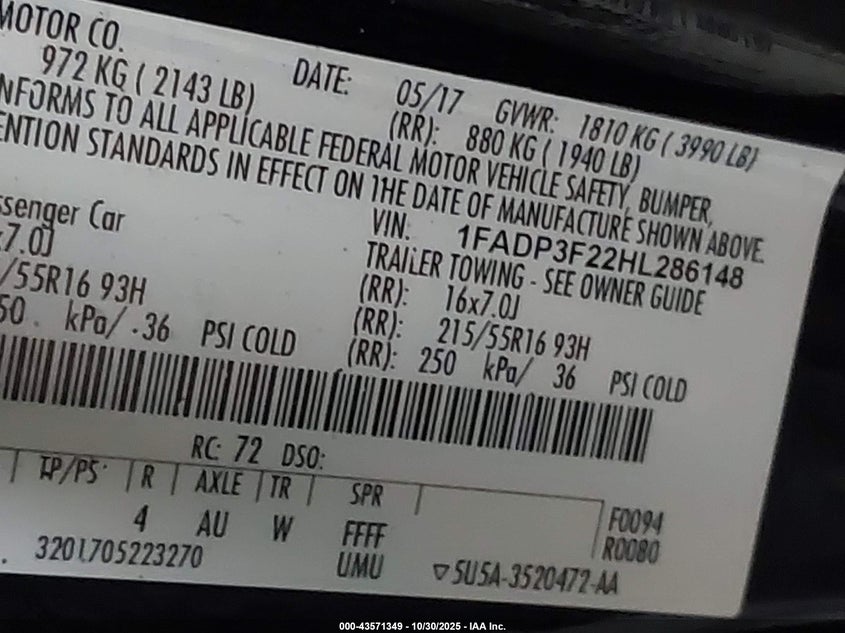 MOTOR CO.
DATE: 05/17 GVWR: 1810 KG ( 3990 LB)
972 KG ( 2143 LB) (RR): 880 KG ( 1940 LB)
NFORMS TO ALL APPLICABLE FEDERAL MOTOR VEHICLE SAFETY, BUMPER,
ENTION STANDARDS IN EFFECT ON THE DATE OF MANUFACTURE SHOWN ABOVE.
VIN: 1FADP3F22HL286148
ssenger Car TRAILER TOWING - SEE OWNER GUIDE
x7.0J (RR): 16x7.0J
/55R16 93H (RR): 215/55R16 93H
50 kPa/ .36 PSI COLD (RR): 250 kPa/ 36 PSI COLD
RC: 72 DSO:
TP/PS R AXLE TR SPR
4 AU W FFFF F0094
UMU R0080
3201705223270 5U5A-3520472-AA
000-43571349 - 10/30/2025 - IAA Inc.